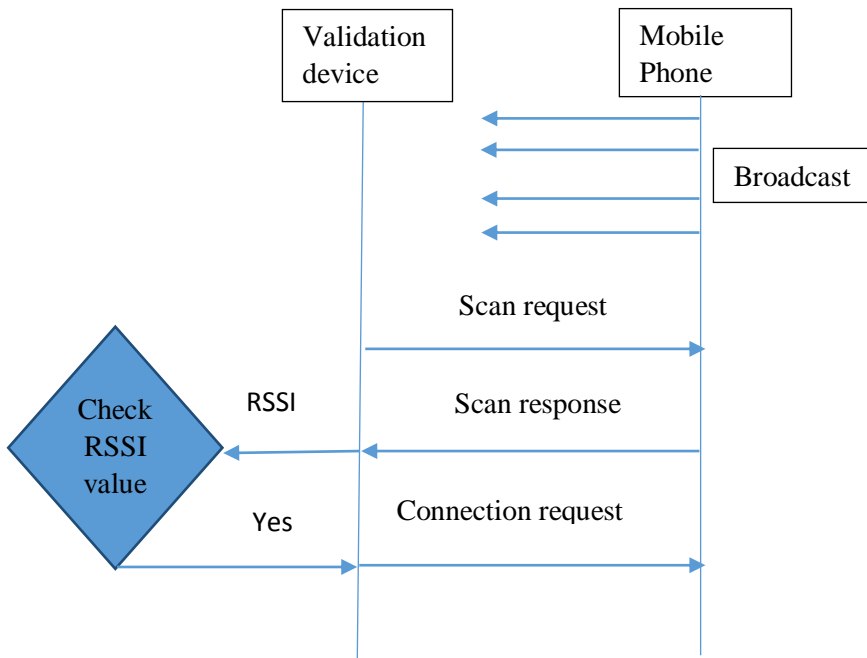 Validation
device
Mobile
Phone
Broadcast
Scan request
RSSI
Scan response
Check
RSSI
value
Yes
Connection request